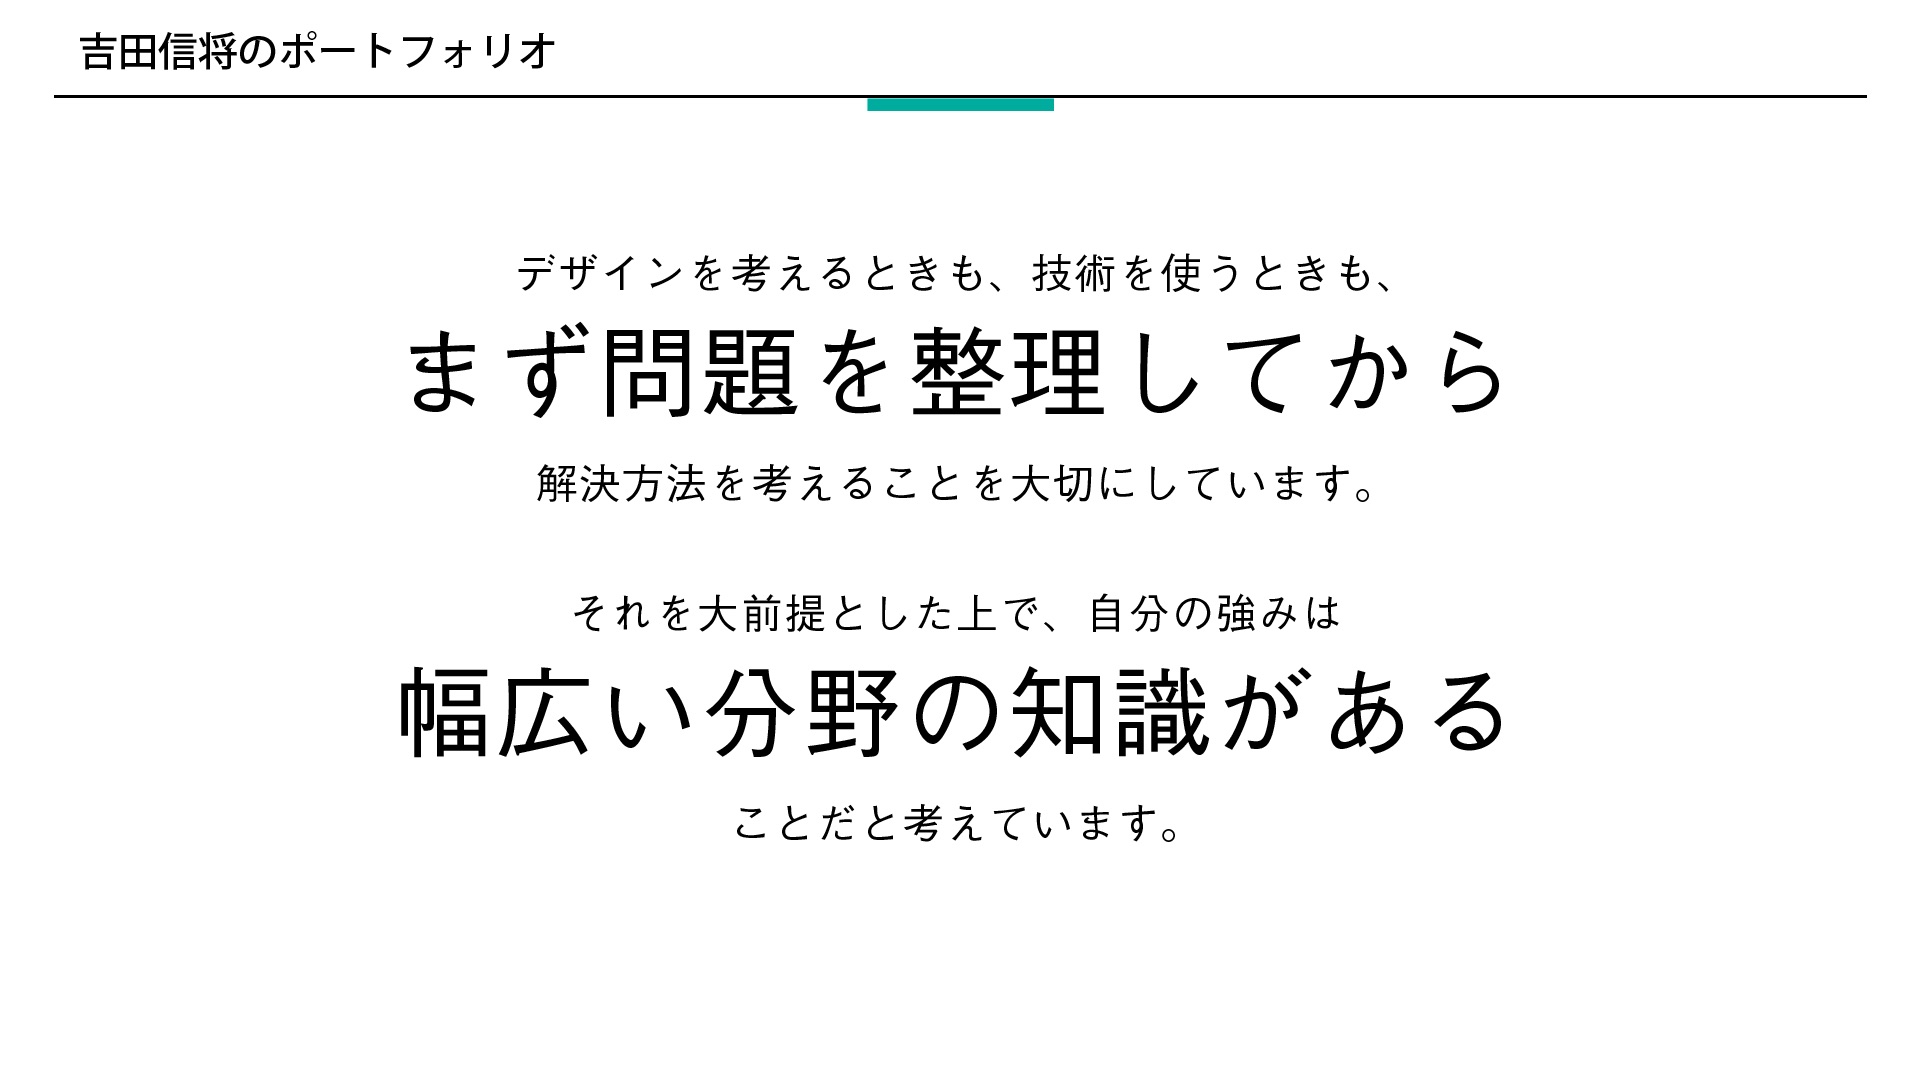 吉田信将のポートフォリオ
デザインを考えるときも、技術を使うときも、
まず問題を整理してから
解決方法を考えることを大切にしています。
それを大前提とした上で、自分の強みは
幅広い分野の知識がある
ことだと考えています。